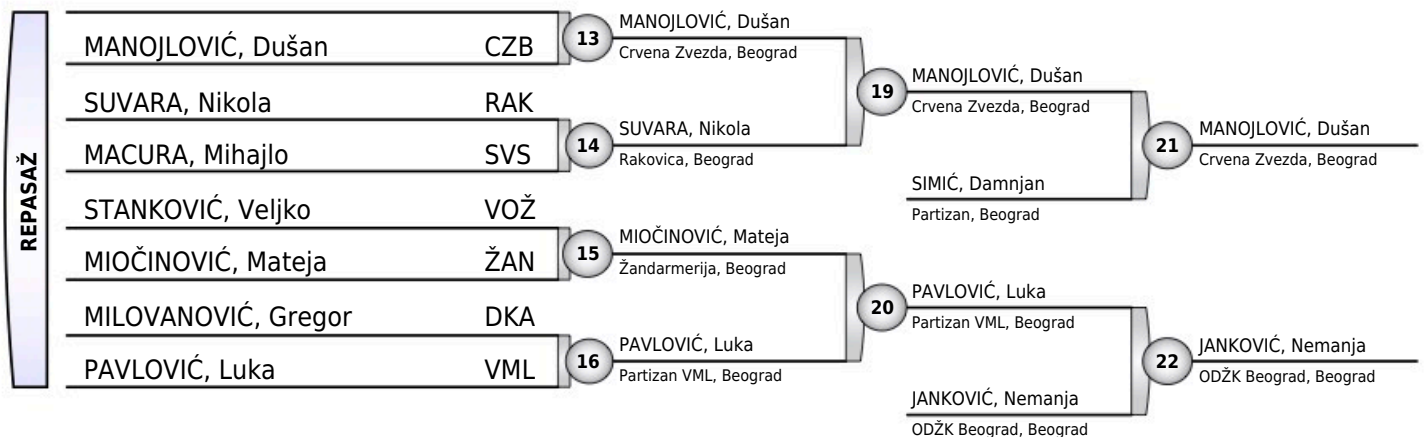 REPASAŽ
MANOJLOVIĆ, Dušan CZB
SUVARA, Nikola RAK
MACURA, Mihajlo SVS
STANKOVIĆ, Veljko VOŽ
MIOČINOVIĆ, Mateja ŽAN
MILOVANOVIĆ, Gregor DKA
PAVLOVIĆ, Luka VML
13
MANOJLOVIĆ, Dušan
Crvena Zvezda, Beograd
14
SUVARA, Nikola
Rakovica, Beograd
15
MIOČINOVIĆ, Mateja
Žandarmerija, Beograd
16
PAVLOVIĆ, Luka
Partizan VML, Beograd
19
MANOJLOVIĆ, Dušan
Crvena Zvezda, Beograd
SIMIĆ, Damnjan
Partizan, Beograd
20
PAVLOVIĆ, Luka
Partizan VML, Beograd
JANKOVIĆ, Nemanja
ODŽK Beograd, Beograd
21
MANOJLOVIĆ, Dušan
Crvena Zvezda, Beograd
22
JANKOVIĆ, Nemanja
ODŽK Beograd, Beograd